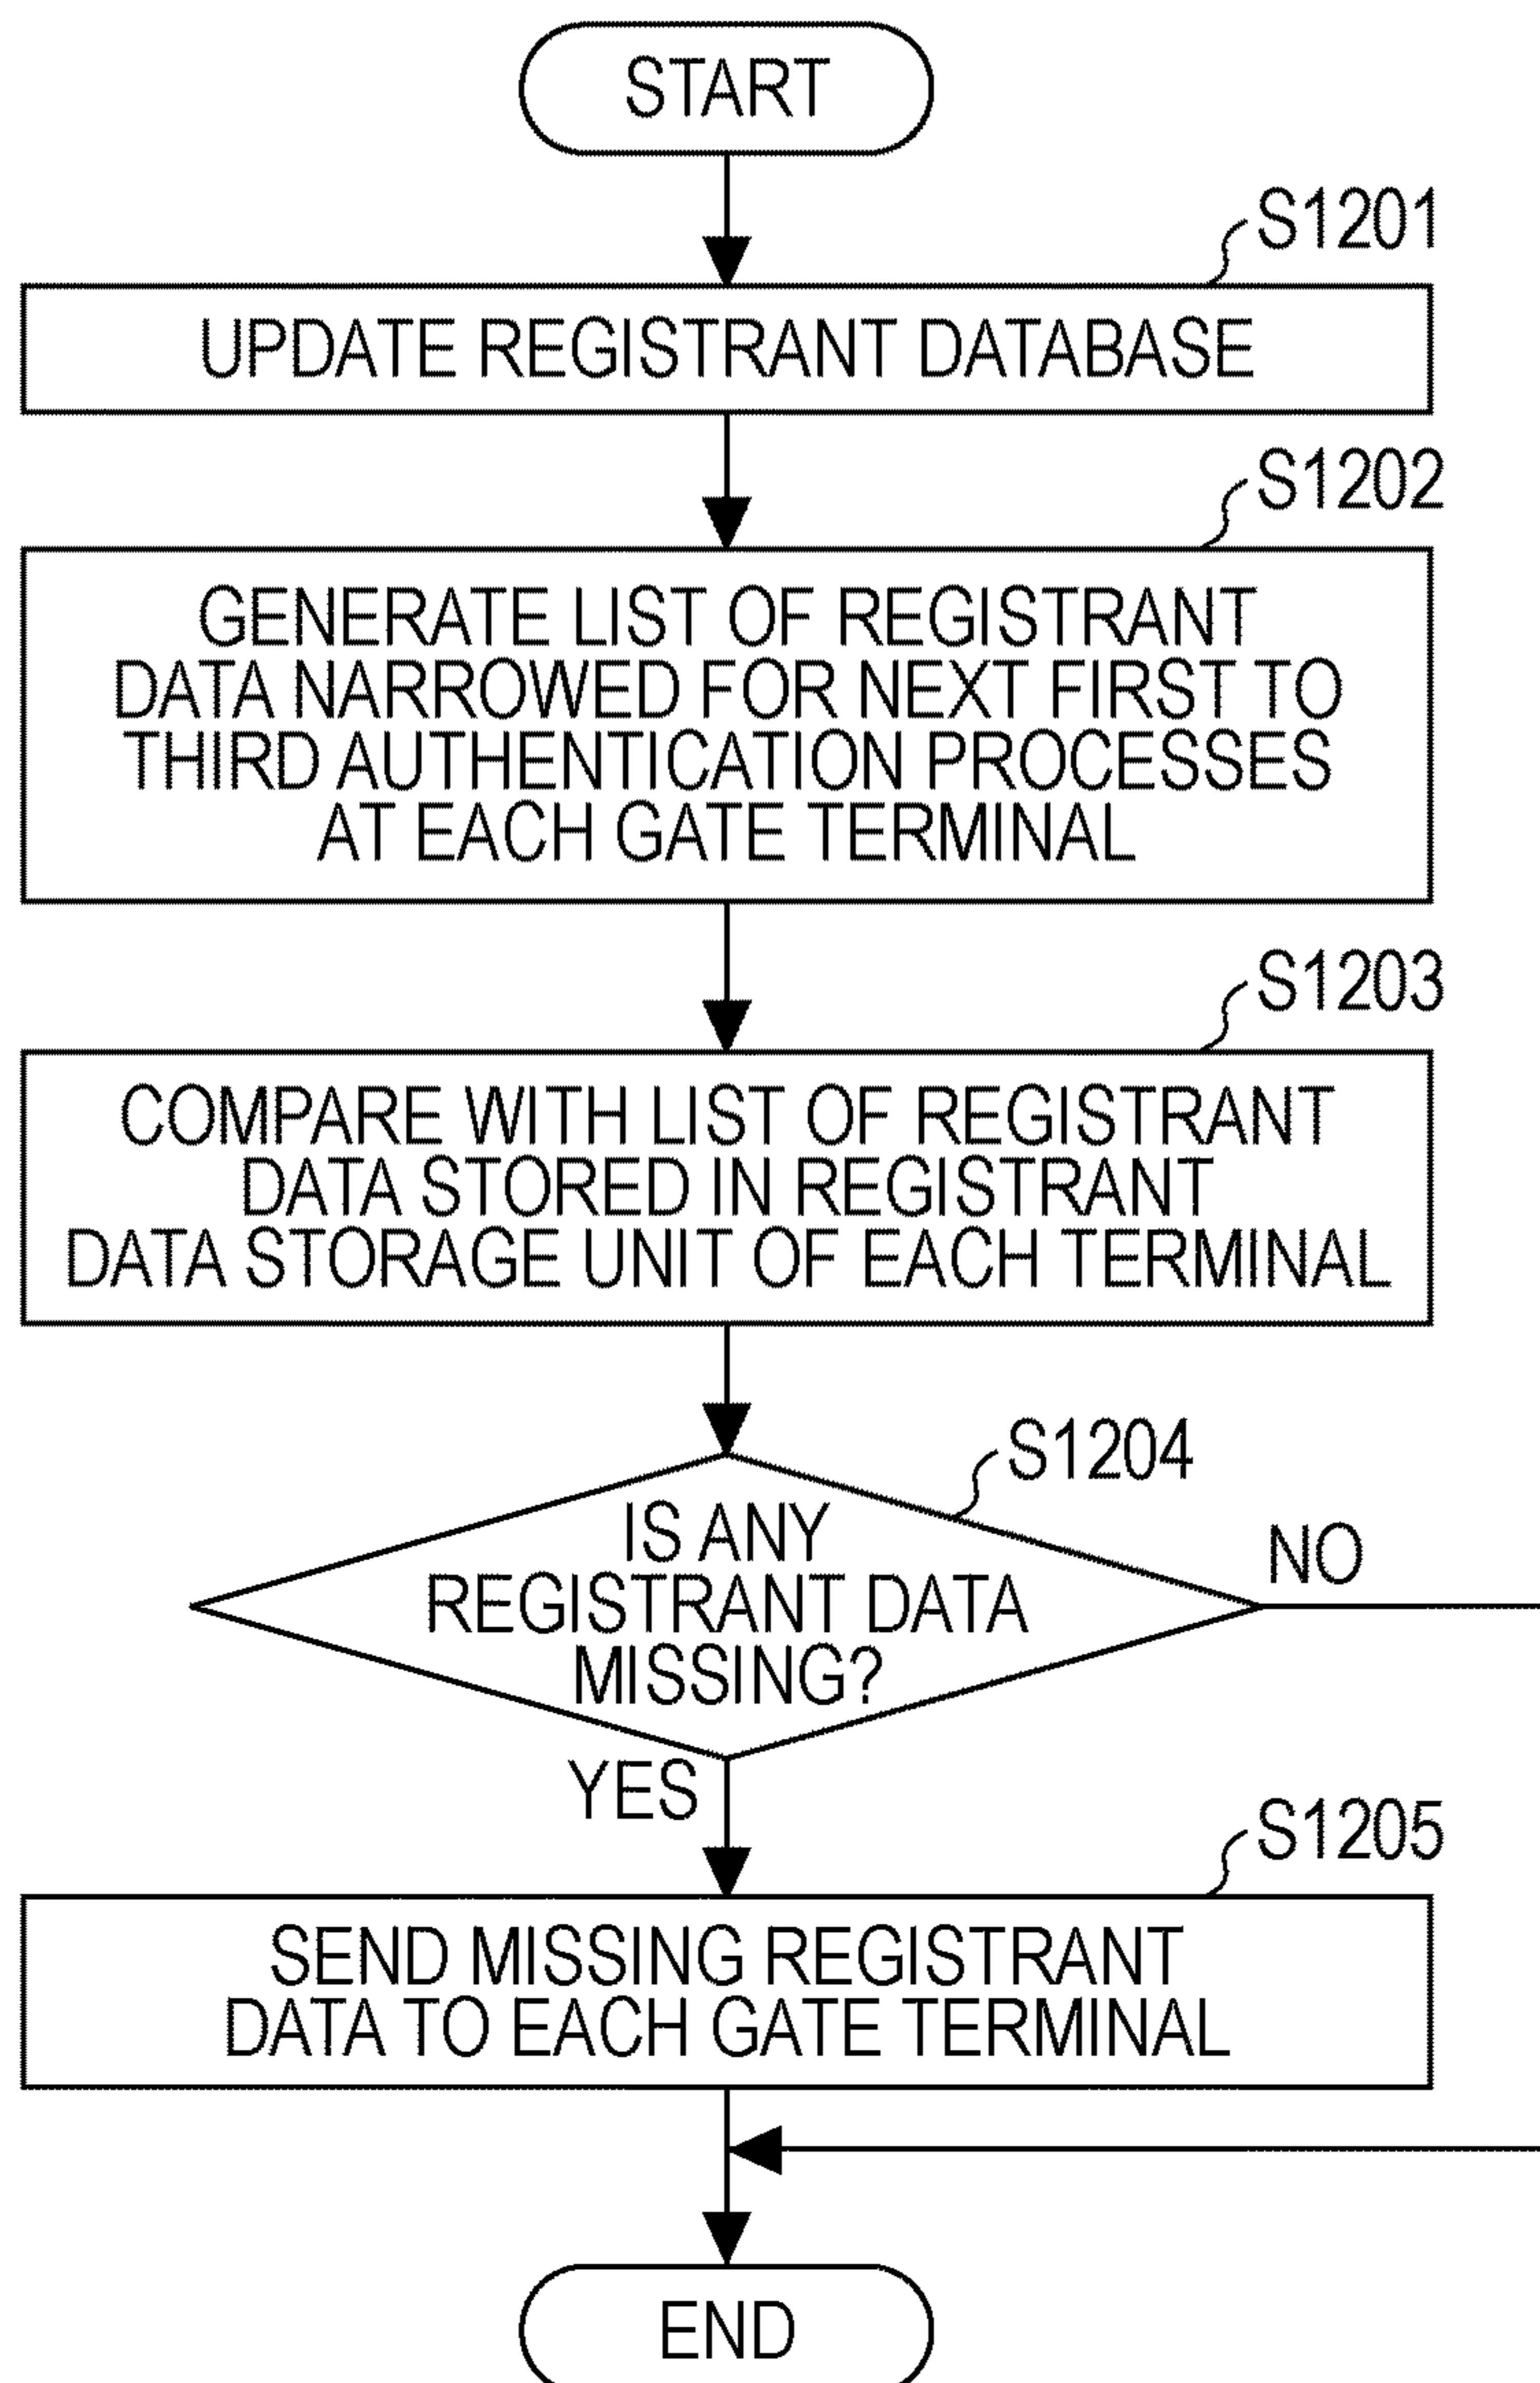 START
S1201
UPDATE REGISTRANT DATABASE
S1202
GENERATE LIST OF REGISTRANT
DATA NARROWED FOR NEXT FIRST TO
THIRD AUTHENTICATION PROCESSES
AT EACH GATE TERMINAL
S1203
COMPARE WITH LIST OF REGISTRANT
DATA STORED IN REGISTRANT
DATA STORAGE UNIT OF EACH TERMINAL
S1204
IS ANY
REGISTRANT DATA
MISSING?
NO
YES
S1205
SEND MISSING REGISTRANT
DATA TO EACH GATE TERMINAL
END